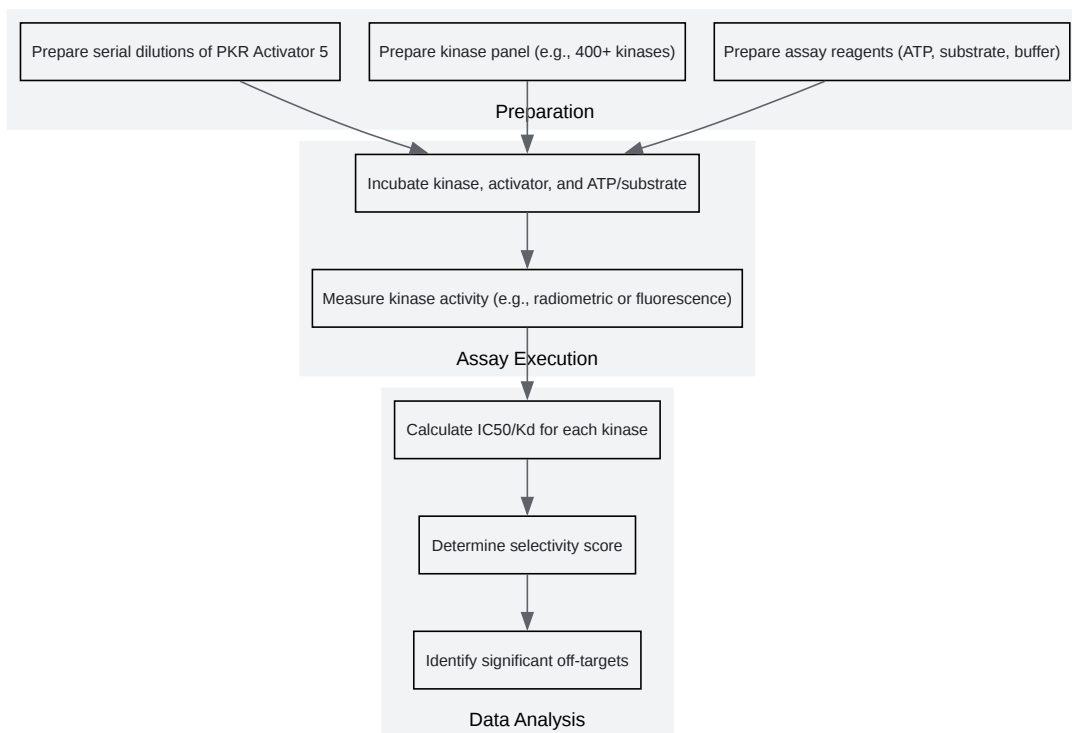 Prepare serial dilutions of PKR Activator 5
Prepare kinase panel (e.g., 400+ kinases)
Prepare assay reagents (ATP, substrate, buffer)
Preparation
Incubate kinase, activator, and ATP/substrate
Measure kinase activity (e.g., radiometric or fluorescence)
Assay Execution
Calculate IC50/Kd for each kinase
Determine selectivity score
Identify significant off-targets
Data Analysis